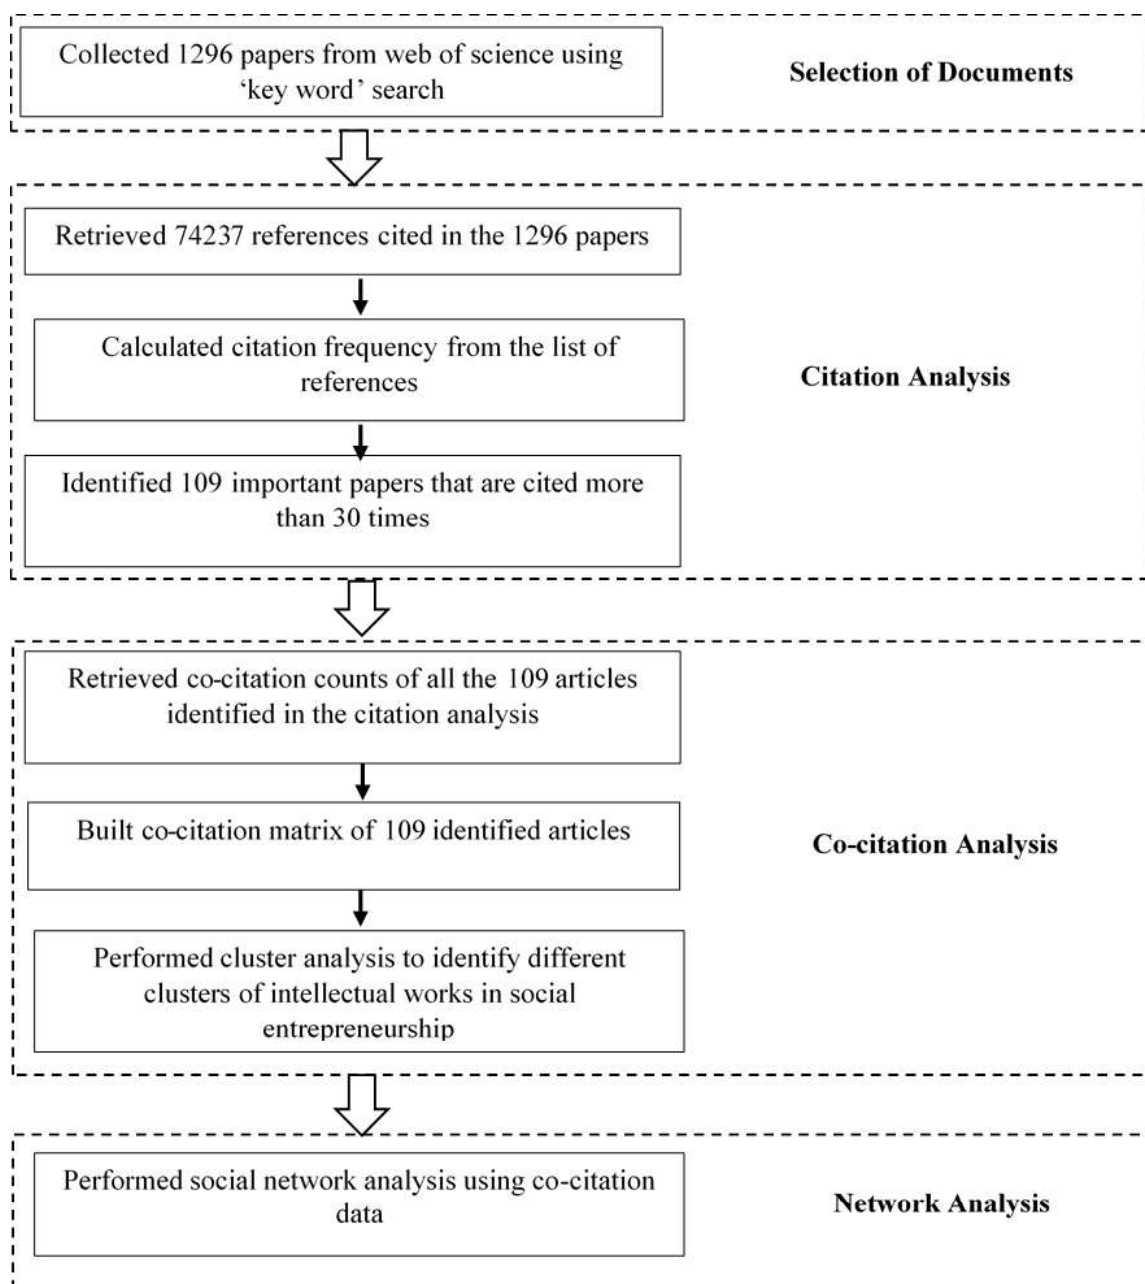 Collected 1296 papers from web of science using
‘key word’ search
Selection of Documents
Retrieved 74237 references cited in the 1296 papers
Calculated citation frequency from the list of
references
Citation Analysis
Identified 109 important papers that are cited more
than 30 times
Retrieved co-citation counts of all the 109 articles
identified in the citation analysis
Built co-citation matrix of 109 identified articles
Co-citation Analysis
Performed cluster analysis to identify different
clusters of intellectual works in social
entrepreneurship
Performed social network analysis using co-citation
data
Network Analysis